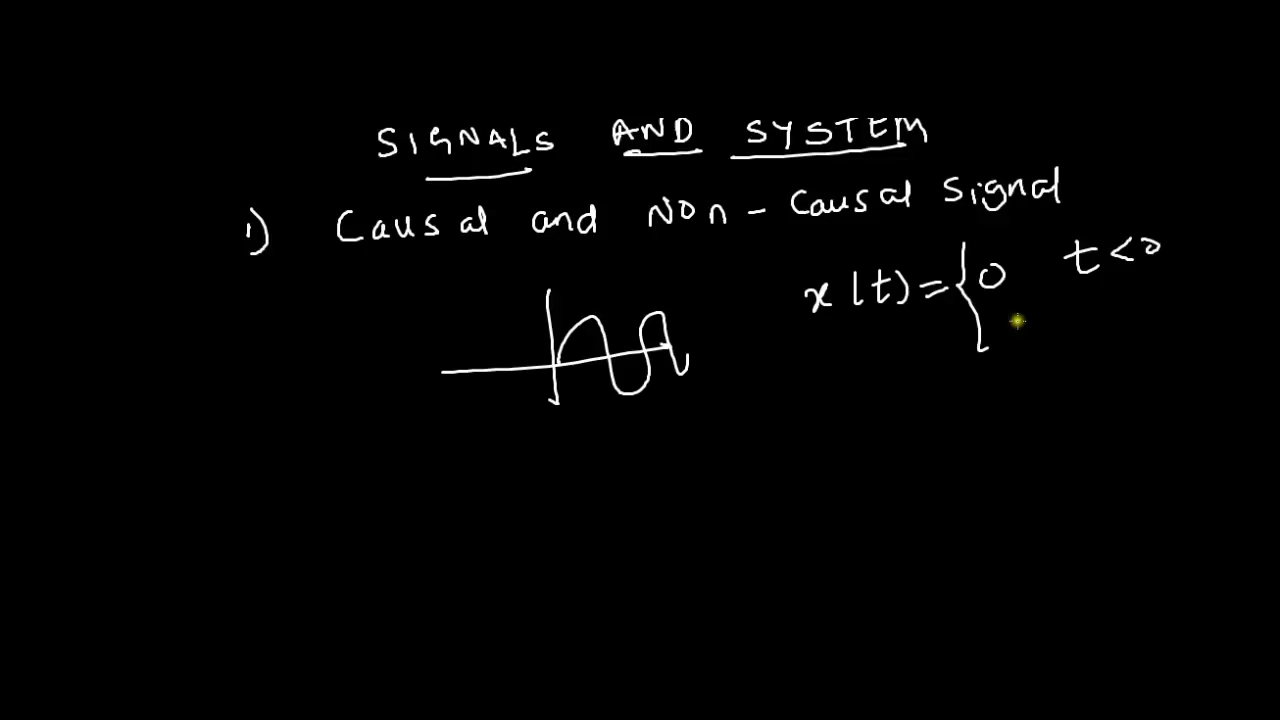 SIGNALS AND SYSTEM
1) Causal and Non - Causal Signal
x(t) = { 0 t < 0